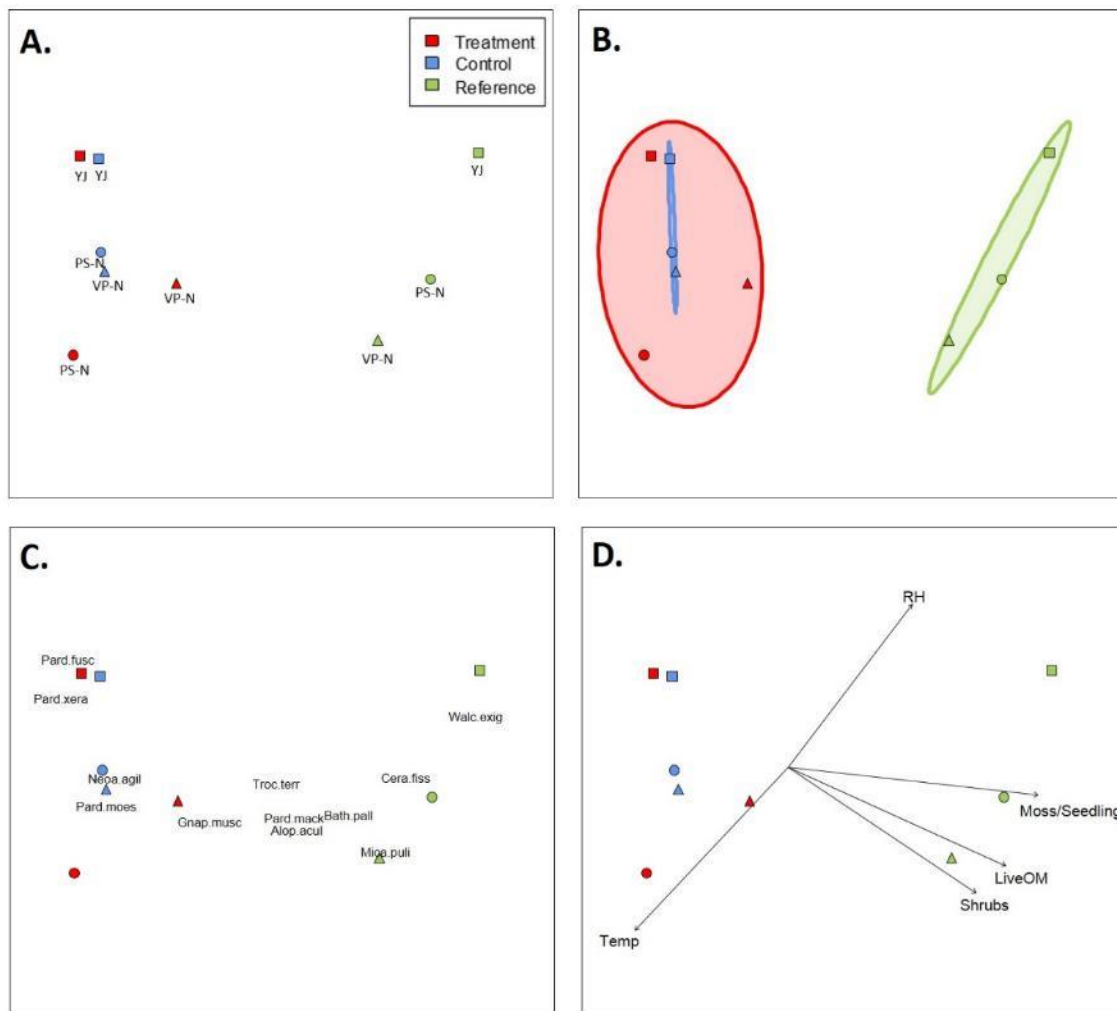 A.
Treatment
Control
Reference
YJ YJ
YJ
PS-N
VP-N
VP-N
PS-N
PS-N
VP-N
B.
C.
Pard.fusc
Pard.xera
Walc.exig
Neoa.agil
Troc.terr
Cera.fiss
Pard.moes
Gnap.musc
Pard.mack
Bath.pall
Alop.acul
Mica.puli
D.
RH
Moss/Seedling
LiveOM
Shrubs
Temp